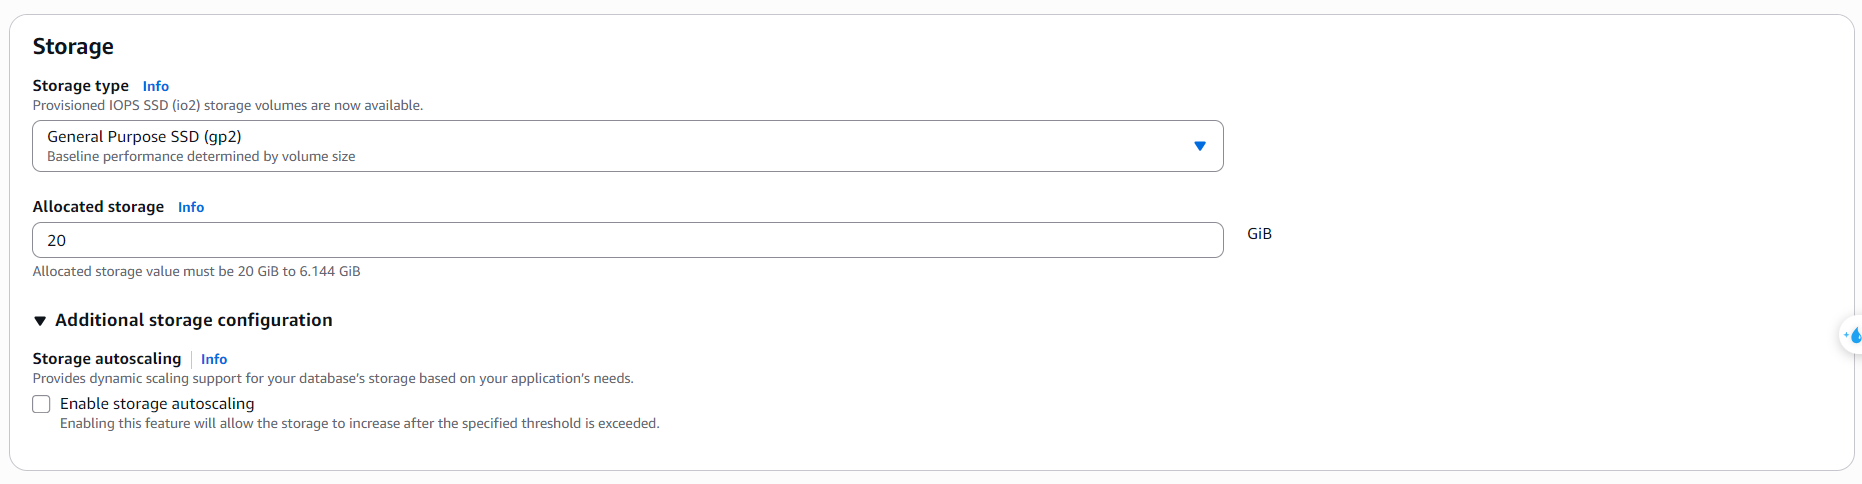 Storage
Storage type Info
Provisioned IOPS SSD (io2) storage volumes are now available.
General Purpose SSD (gp2)
Baseline performance determined by volume size
Allocated storage Info
20
GiB
Allocated storage value must be 20 GiB to 6.144 GiB
Additional storage configuration
Storage autoscaling Info
Provides dynamic scaling support for your database's storage based on your application's needs.
Enable storage autoscaling
Enabling this feature will allow the storage to increase after the specified threshold is exceeded.